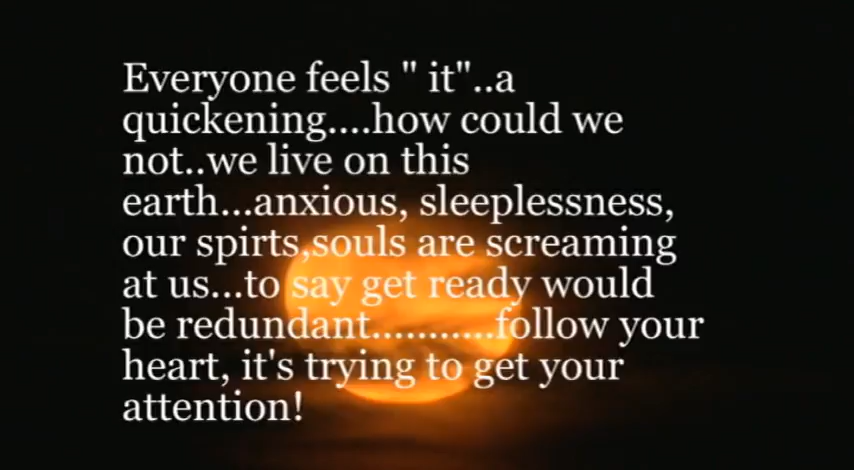 Everyone feels " it"..a
quickening....how could we
not..we live on this
earth...anxious, sleeplessness,
our spirts,souls are screaming
at us...to say get ready would
be redundant...........follow your
heart, it's trying to get your
attention!